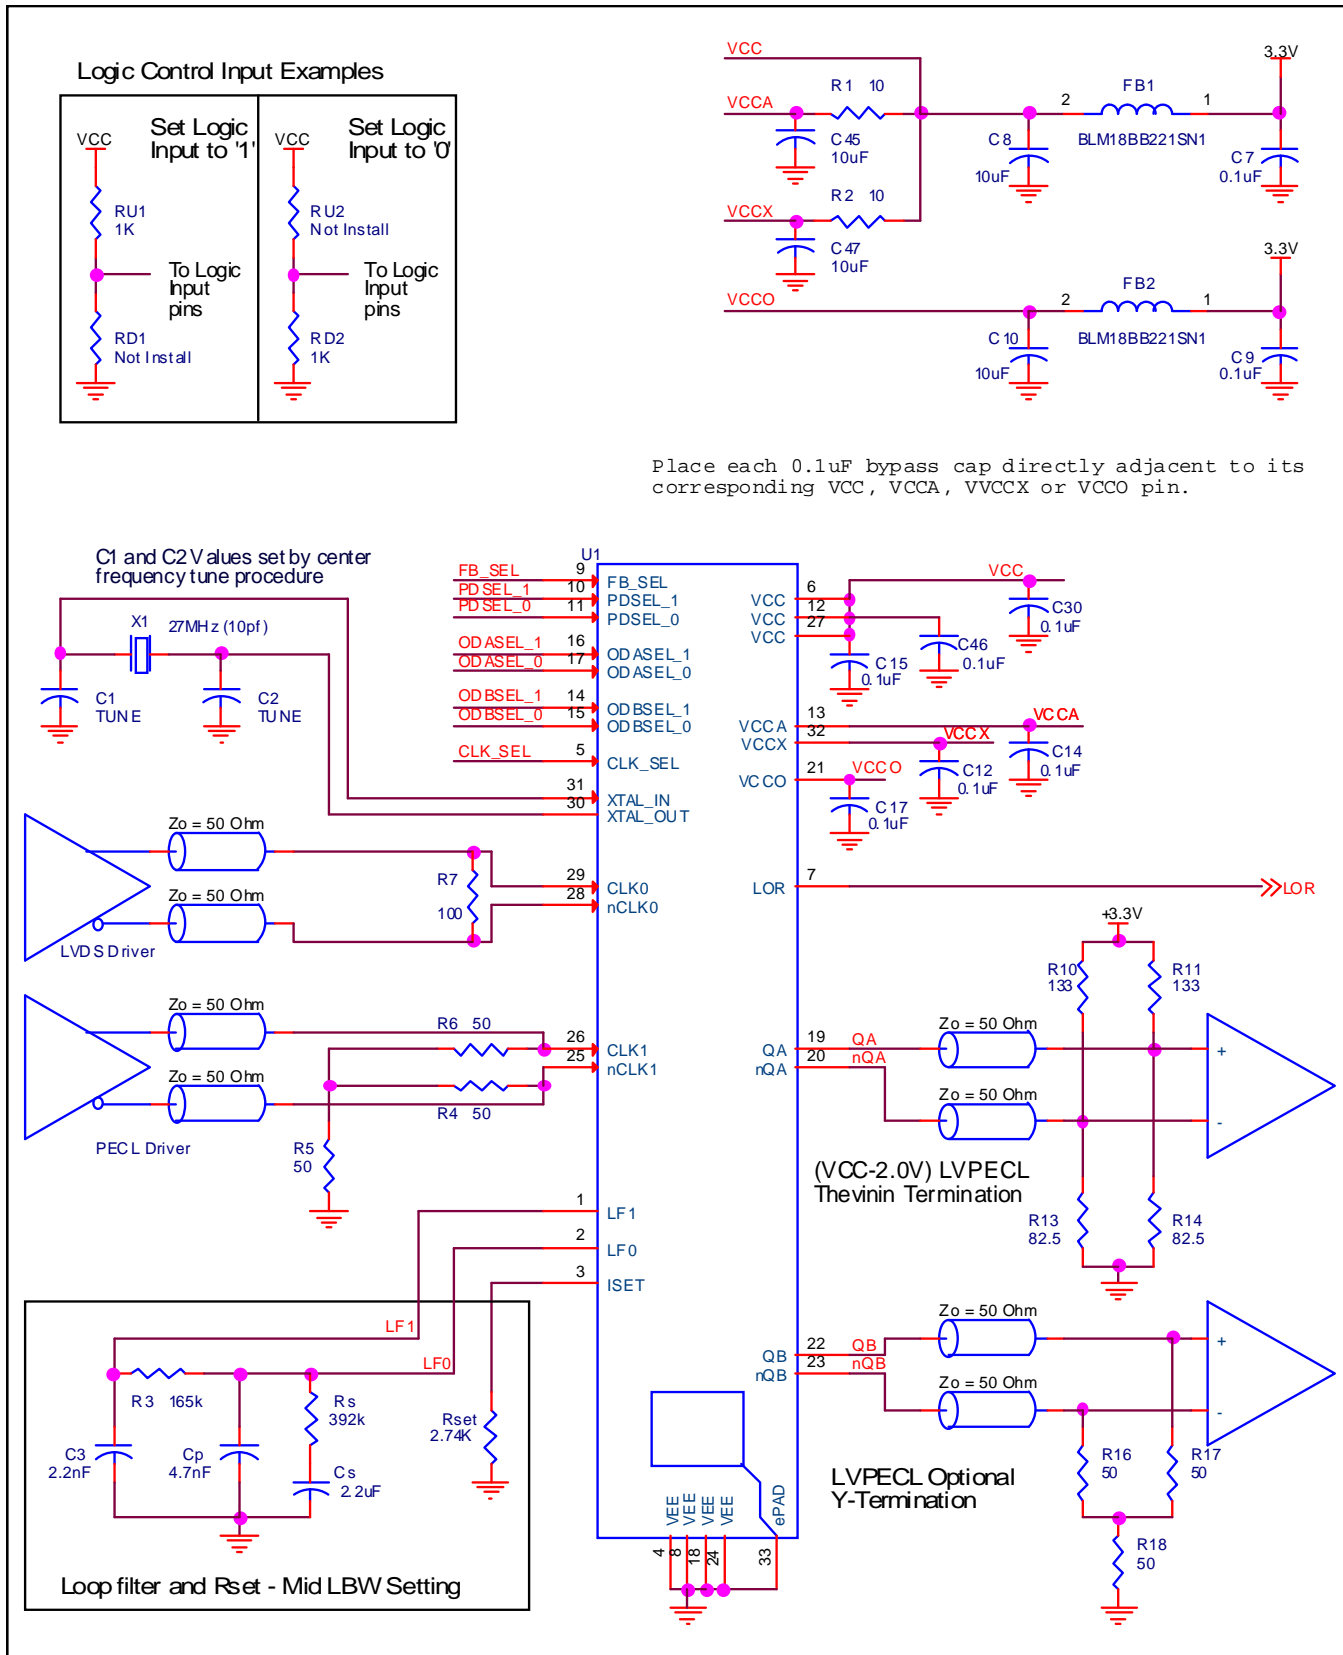 Logic Control Input Examples
VCC
Set Logic
Input to '1'
RU1
1K
To Logic
Input
pins
RD1
Not Install
VCC
Set Logic
Input to '0'
RU2
Not Install
To Logic
Input
pins
RD2
1K
VCC
VCCA
R1 10
C45
10uF
VCCX
R2 10
C47
10uF
C8
10uF
2
FB1
1
BLM18BB221SN1
3.3V
C7
0.1uF
VCCO
C10
10uF
2
FB2
1
BLM18BB221SN1
3.3V
C9
0.1uF
Place each 0.1uF bypass cap directly adjacent to its
corresponding VCC, VCCA, VVCCX or VCCO pin.
C1 and C2 Values set by center
frequency tune procedure
X1
27MHz (10pf)
C1
TUNE
C2
TUNE
U1
FB_SEL 9 FB_SEL
PDSEL_1 10 PDSEL_1
PDSEL_0 11 PDSEL_0
ODASEL_1 16 ODASEL_1
ODASEL_0 17 ODASEL_0
ODBSEL_1 14 ODBSEL_1
ODBSEL_0 15 ODBSEL_0
CLK_SEL 5 CLK_SEL
31 XTAL_IN
30 XTAL_OUT
VCC 6
VCC 12
VCC 27
VCC
C30
0.1uF
C46
0.1uF
C15
0.1uF
VCCA 13 VCCA
VCCX 32 VCCX
C14
0.1uF
C12
0.1uF
VCCO 21 VCCO
C17
0.1uF
Zo = 50 Ohm
Zo = 50 Ohm
LVDS Driver
R7
100
29 CLK0
28 nCLK0
LOR 7 LOR
Zo = 50 Ohm
Zo = 50 Ohm
PECL Driver
R6 50
R4 50
R5
50
26 CLK1
25 nCLK1
+3.3V
R10
133
R11
133
QA 19 QA
nQA 20 nQA
Zo = 50 Ohm
Zo = 50 Ohm
+
-
(VCC-2.0V) LVPECL
Thevinin Termination
R13
82.5
R14
82.5
1 LF1
2 LF0
3 ISET
LF1
LF0
R3 165k
Rs
392k
C3
2.2nF
Cp
4.7nF
Cs
2.2uF
Rset
2.74K
Loop filter and Rset - Mid LBW Setting
QB 22 QB
nQB 23 nQB
Zo = 50 Ohm
Zo = 50 Ohm
+
-
LVPECL Optional
Y-Termination
R16
50
R17
50
R18
50
VEE
VEE
VEE
VEE
ePAD
4
8
18
24
33